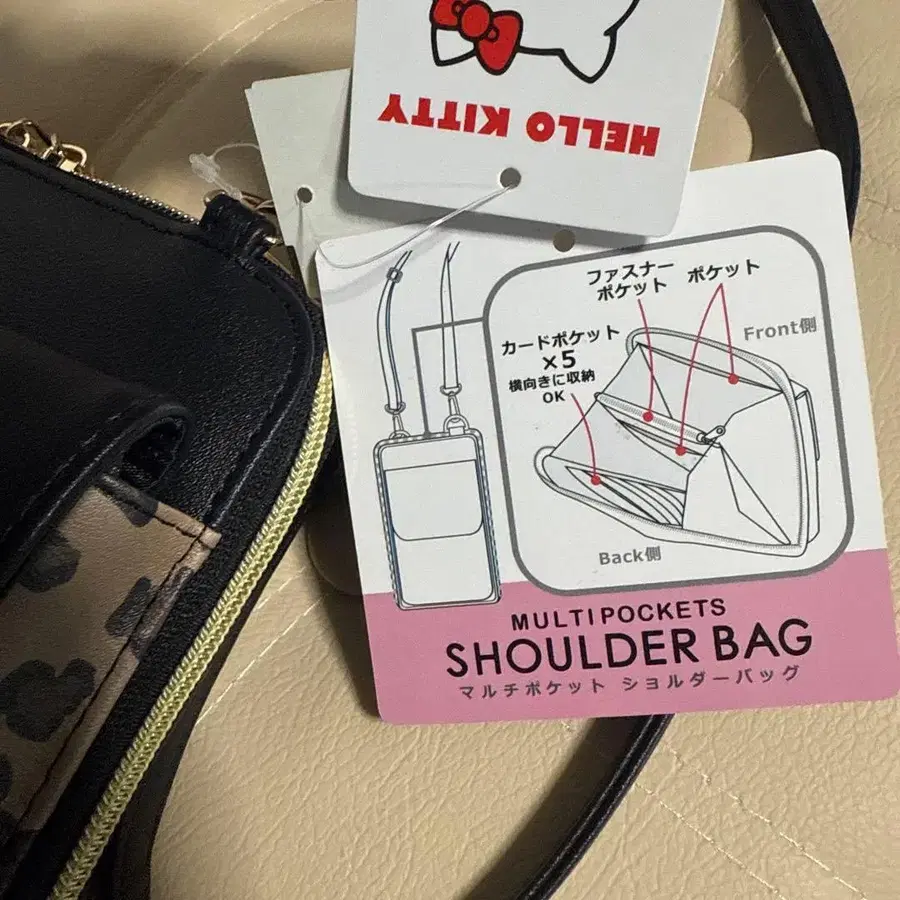 HELLO KITTY
ファスナー
ポケット
ポケット
カードポケット
×5
横向きに収納
OK
Front側
Back側
MULTIPOCKETS
SHOULDER BAG
マルチポケット ショルダーバッグ